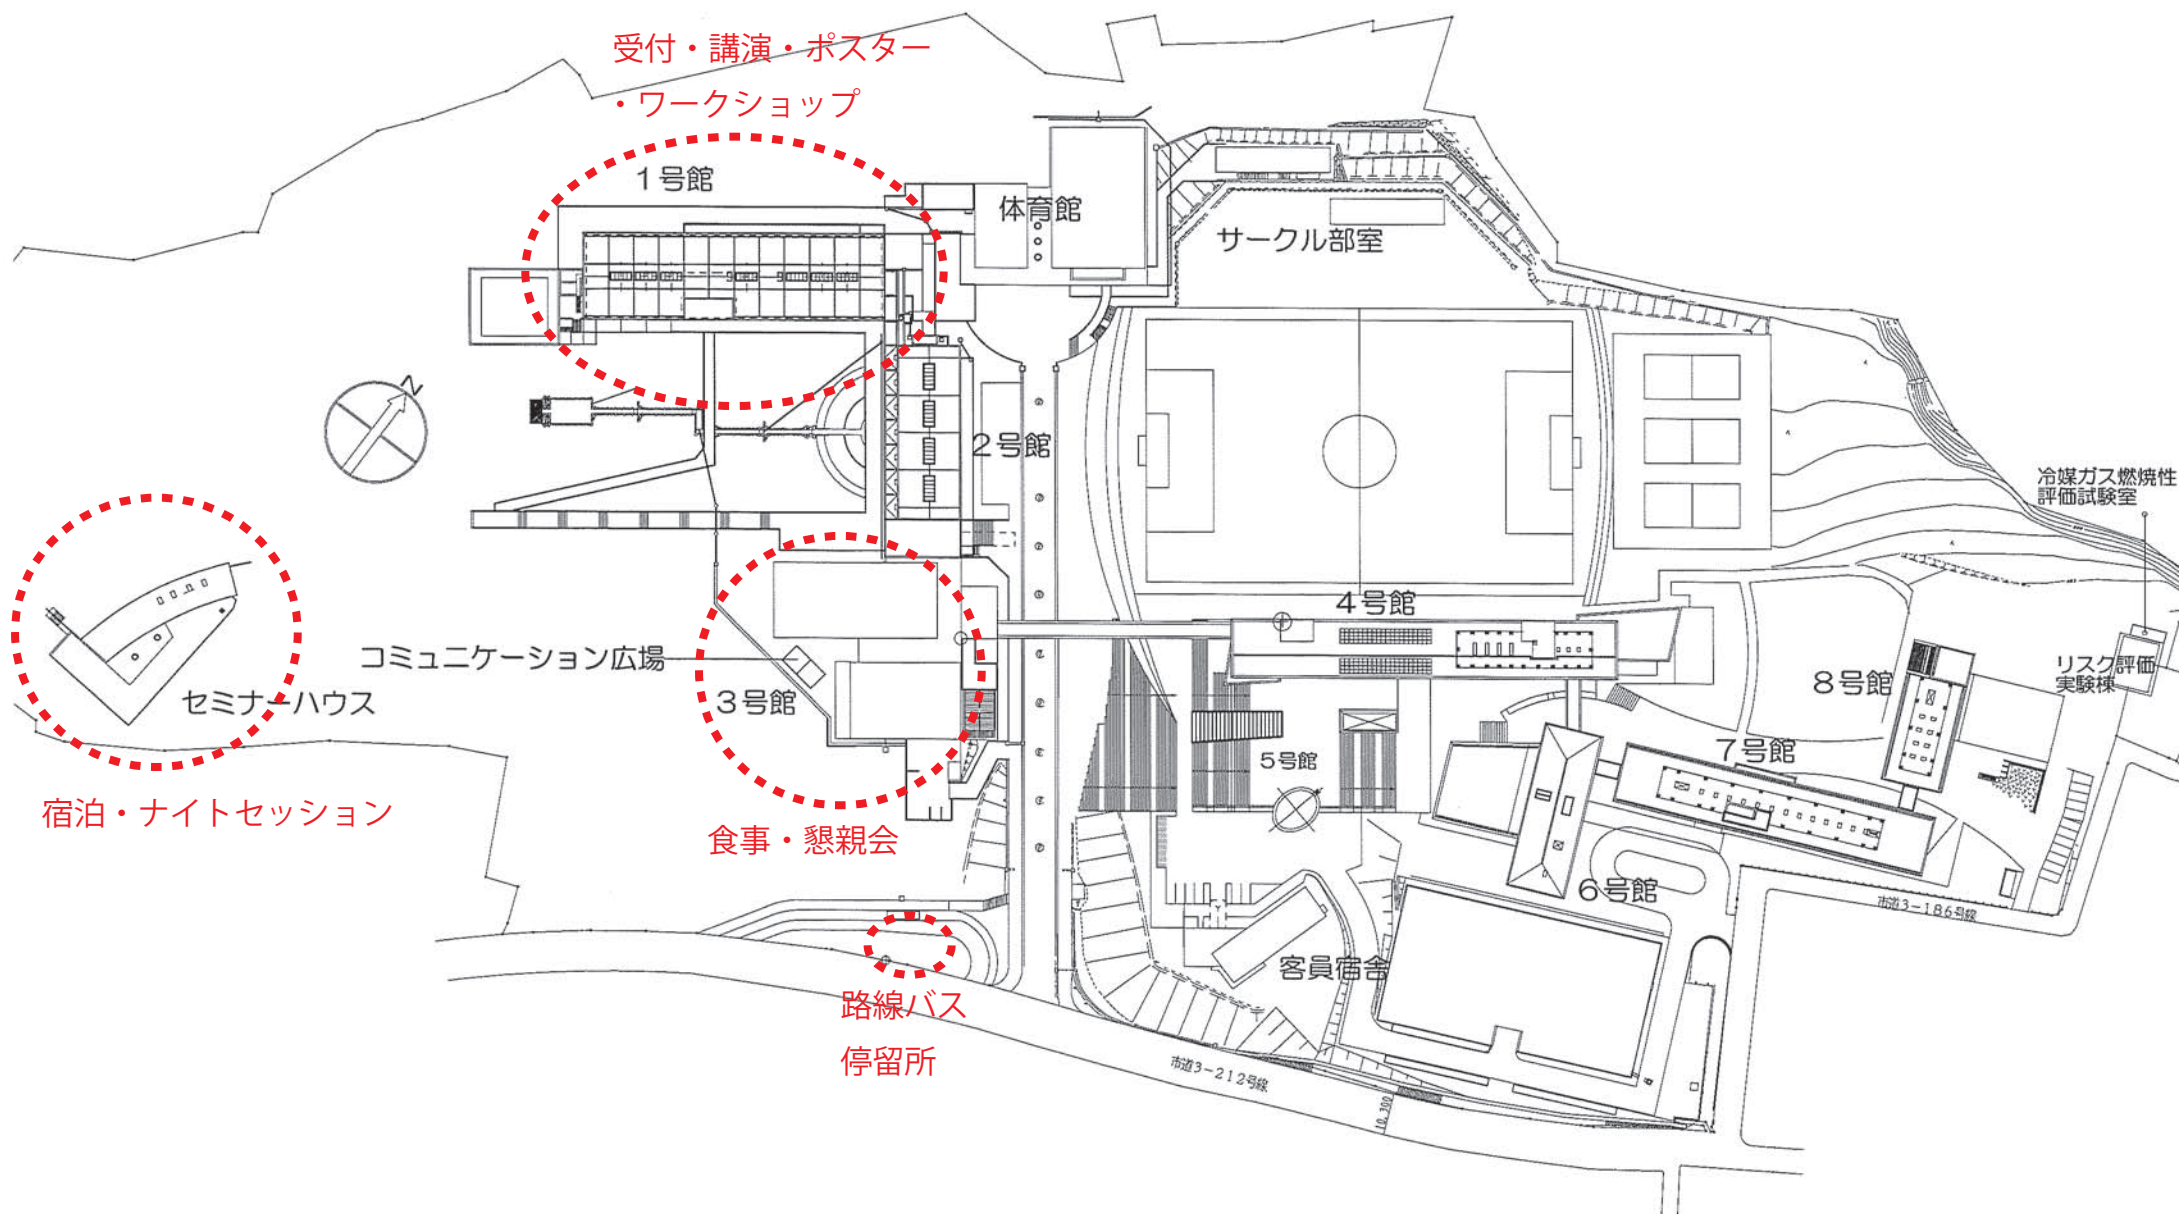 受付・講演・ポスター
・ワークショップ
1号館
体育館
サークル部室
N
2号館
冷媒ガス燃焼性
評価試験室
4号館
コミュニケーション広場
3号館
セミナーハウス
8号館
リスク評価
実験棟
7号館
5号館
宿泊・ナイトセッション
食事・懇親会
6号館
市道3-186号線
客員宿舎
路線バス
停留所
市道3-212号線
10.300